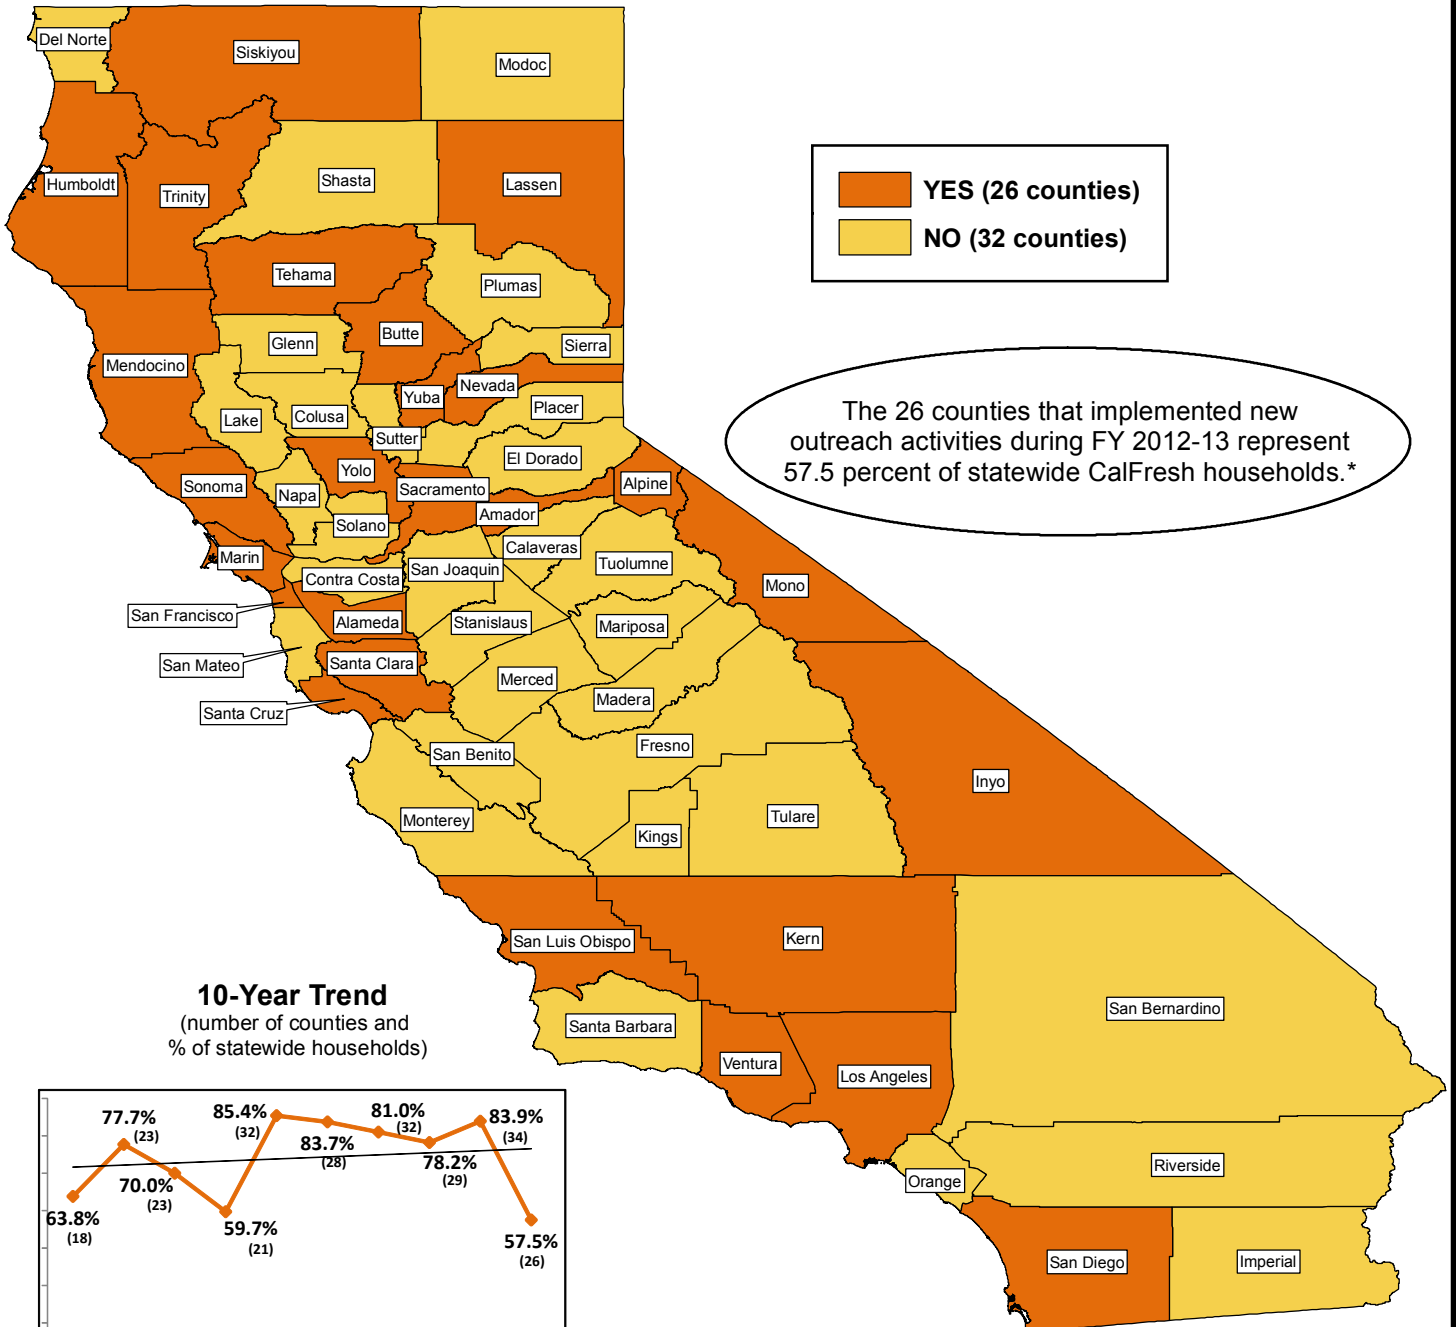 Del Norte
Siskiyou
Modoc
Humboldt
Trinity
Shasta
Lassen
YES (26 counties)
NO (32 counties)
Tehama
Plumas
Butte
Glenn
Sierra
Mendocino
Nevada
Yuba
Placer
Lake
Colusa
Sutter
El Dorado
The 26 counties that implemented new
outreach activities during FY 2012-13 represent
57.5 percent of statewide CalFresh households.*
Yolo
Sonoma
Napa
Sacramento
Alpine
Solano
Amador
Marin
Calaveras
Contra Costa
San Joaquin
Tuolumne
Mono
San Francisco
Alameda
Stanislaus
Mariposa
San Mateo
Santa Clara
Merced
Madera
Santa Cruz
San Benito
Fresno
Inyo
Monterey
Kings
Tulare
San Luis Obispo
Kern
San Bernardino
Santa Barbara
Ventura
Los Angeles
Riverside
Orange
San Diego
Imperial
10-Year Trend
(number of counties and
% of statewide households)
63.8%
(18)
77.7%
(23)
70.0%
(23)
59.7%
(21)
85.4%
(32)
83.7%
(28)
81.0%
(32)
78.2%
(29)
83.9%
(34)
57.5%
(26)